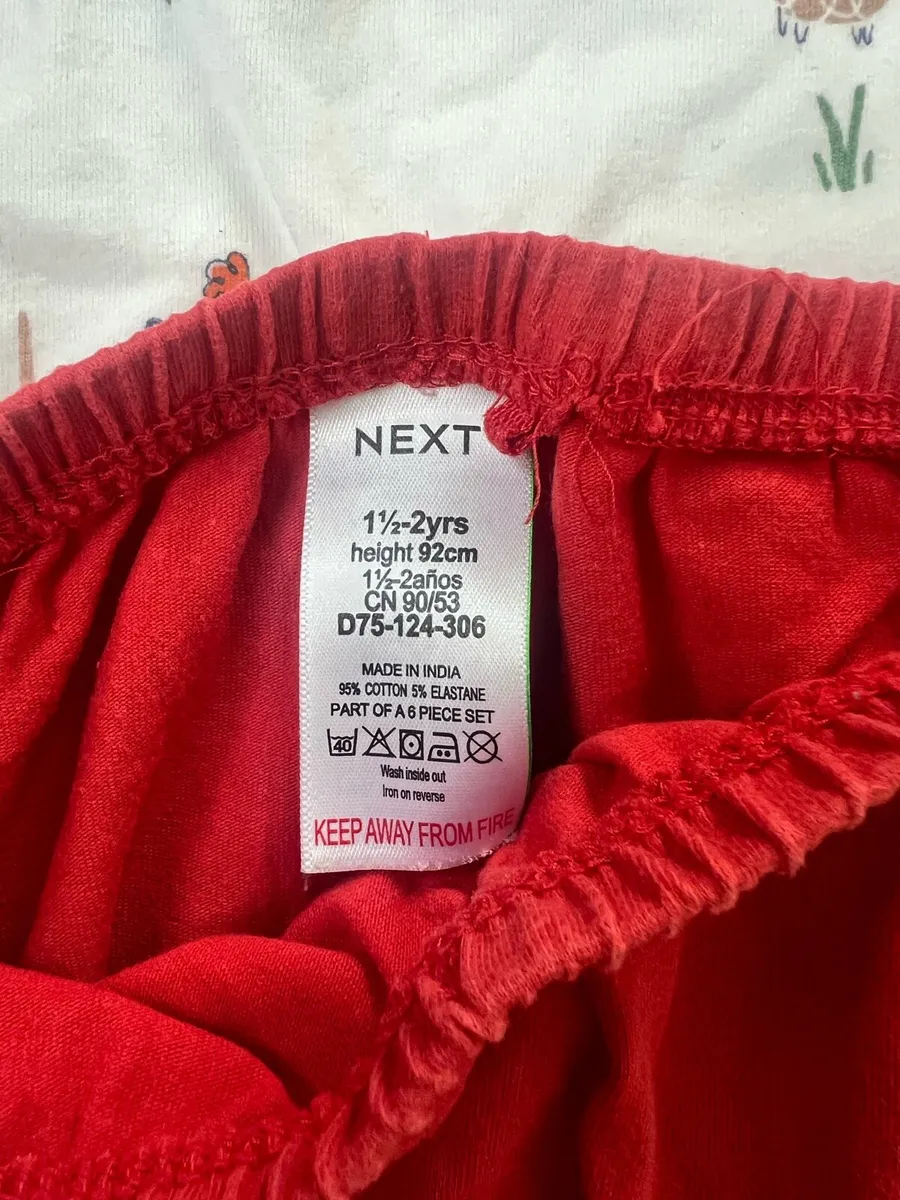 NEXT
1½-2yrs
height 92cm
1½-2años
CN 90/53
D75-124-306
MADE IN INDIA
95% COTTON 5% ELASTANE
PART OF A 6 PIECE SET
40
Wash inside out
Iron on reverse
KEEP AWAY FROM FIRE